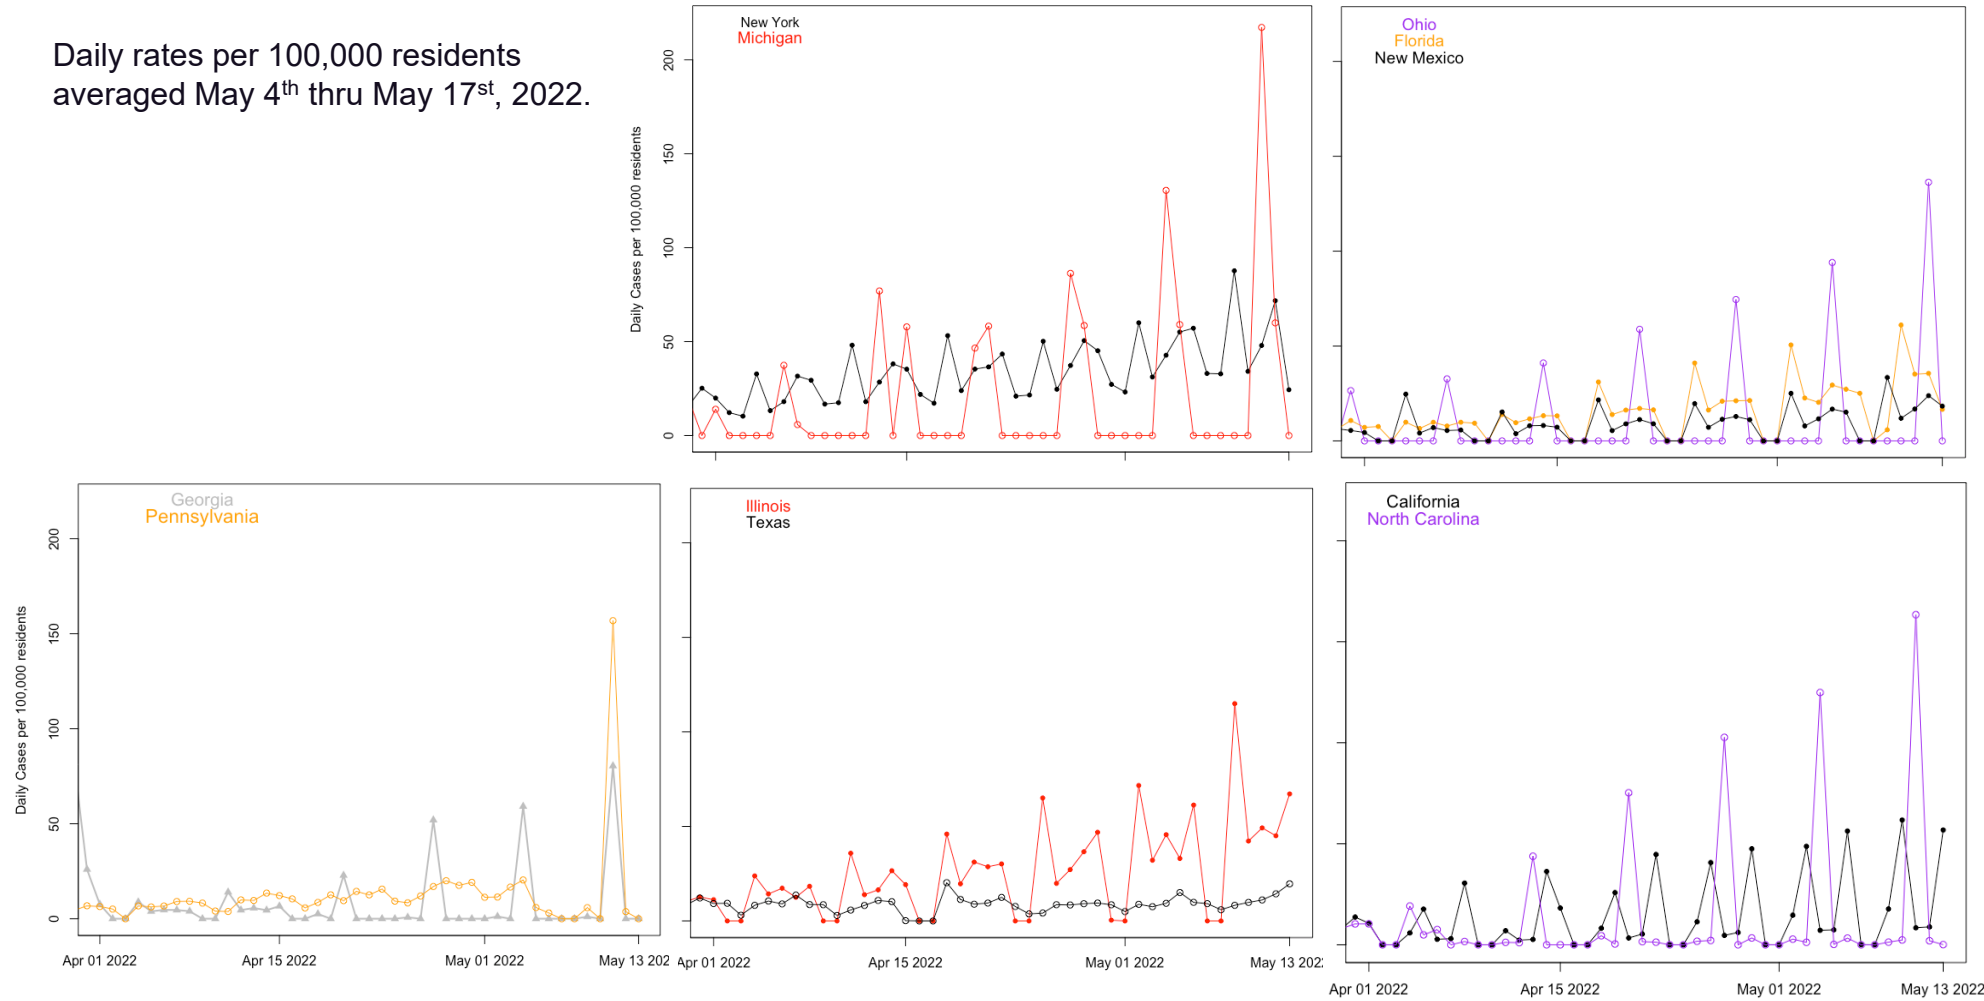 Daily rates per 100,000 residents
averaged May 4th thru May 17st, 2022.
New York
Michigan
Daily Cases per 100,000 residents
200
150
100
50
0
Ohio
Florida
New Mexico
Georgia
Pennsylvania
Daily Cases per 100,000 residents
200
150
100
50
0
Apr 01 2022
Apr 15 2022
May 01 2022
May 13 202
Illinois
Texas
Apr 01 2022
Apr 15 2022
May 01 2022
May 13 202
California
North Carolina
Apr 01 2022
Apr 15 2022
May 01 2022
May 13 2022